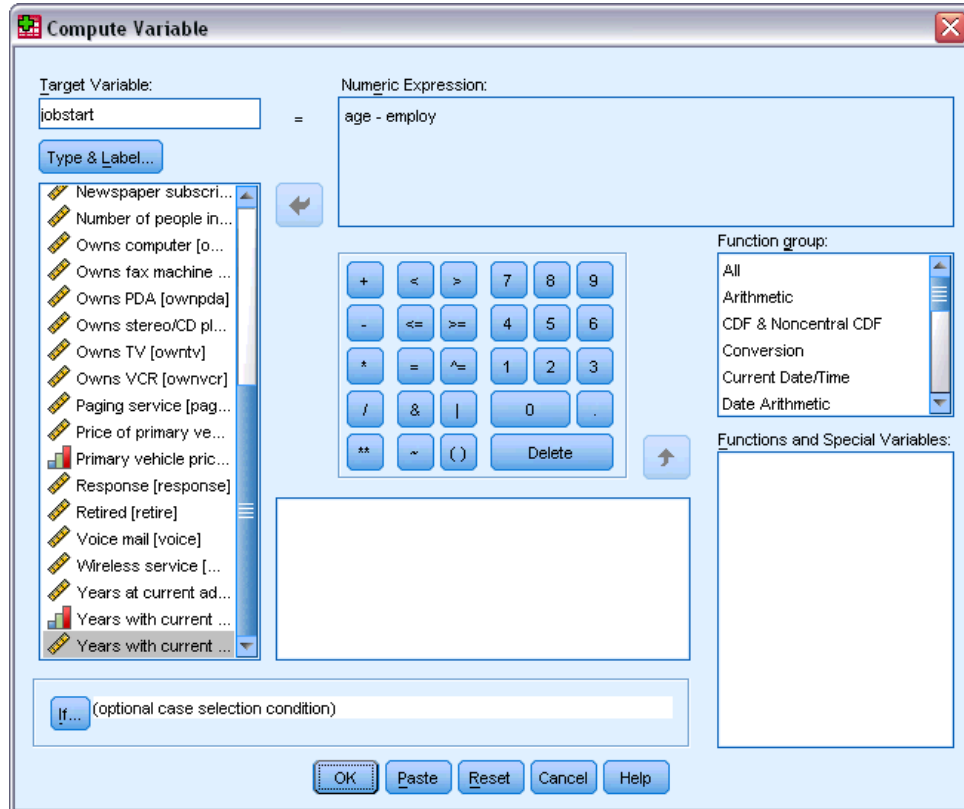 Compute Variable
Target Variable:
jobstart
=
Numeric Expression:
age - employ
Type & Label...
Newspaper subscri...
Number of people in...
Owns computer [o...
Owns fax machine ...
Owns PDA [ownpda]
Owns stereo/CD pl...
Owns TV [owntv]
Owns VCR [ownvcr]
Paging service [pag...
Price of primary ve...
Primary vehicle pric...
Response [response]
Retired [retire]
Voice mail [voice]
Wireless service [...
Years at current ad...
Years with current ...
Years with current ...
+ < > 7 8 9
- <= >= 4 5 6
* = ^= 1 2 3
/ & | 0 .
** ~ ( ) Delete
Function group:
All
Arithmetic
CDF & Noncentral CDF
Conversion
Current Date/Time
Date Arithmetic
Functions and Special Variables:
If... (optional case selection condition)
OK Paste Reset Cancel Help